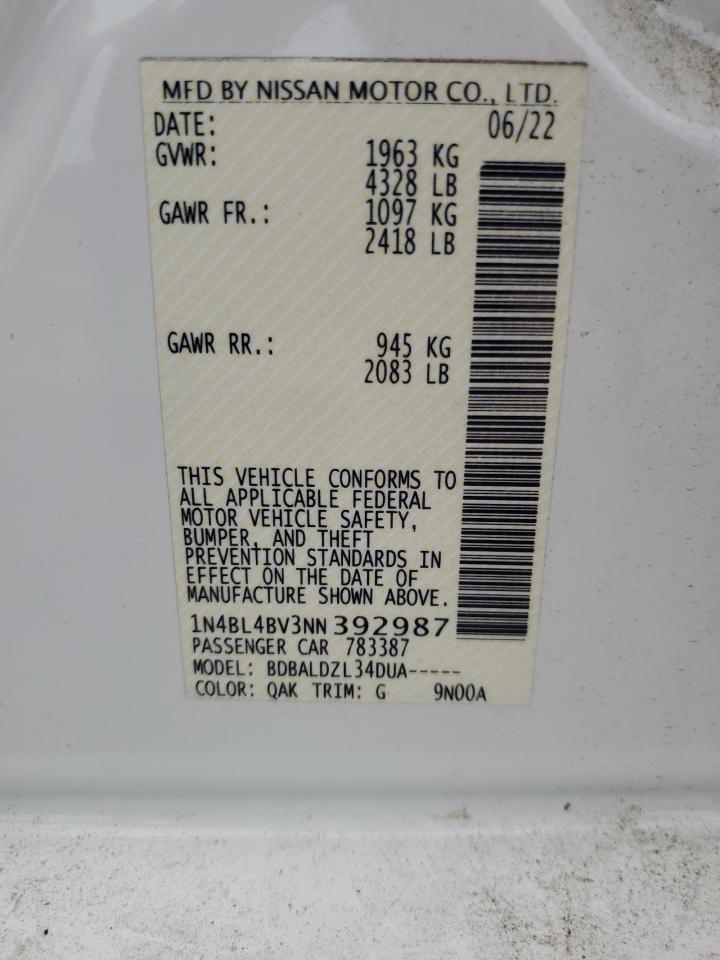 MFD BY NISSAN MOTOR CO., LTD.
DATE: 06/22
GVWR: 1963 KG
4328 LB
GAWR FR.: 1097 KG
2418 LB
GAWR RR.: 945 KG
2083 LB
THIS VEHICLE CONFORMS TO
ALL APPLICABLE FEDERAL
MOTOR VEHICLE SAFETY,
BUMPER, AND THEFT
PREVENTION STANDARDS IN
EFFECT ON THE DATE OF
MANUFACTURE SHOWN ABOVE.
1N4BL4BV3NN392987
PASSENGER CAR 783387
MODEL: BDBALDZL34DUA-----
COLOR: QAK TRIM: G 9N00A